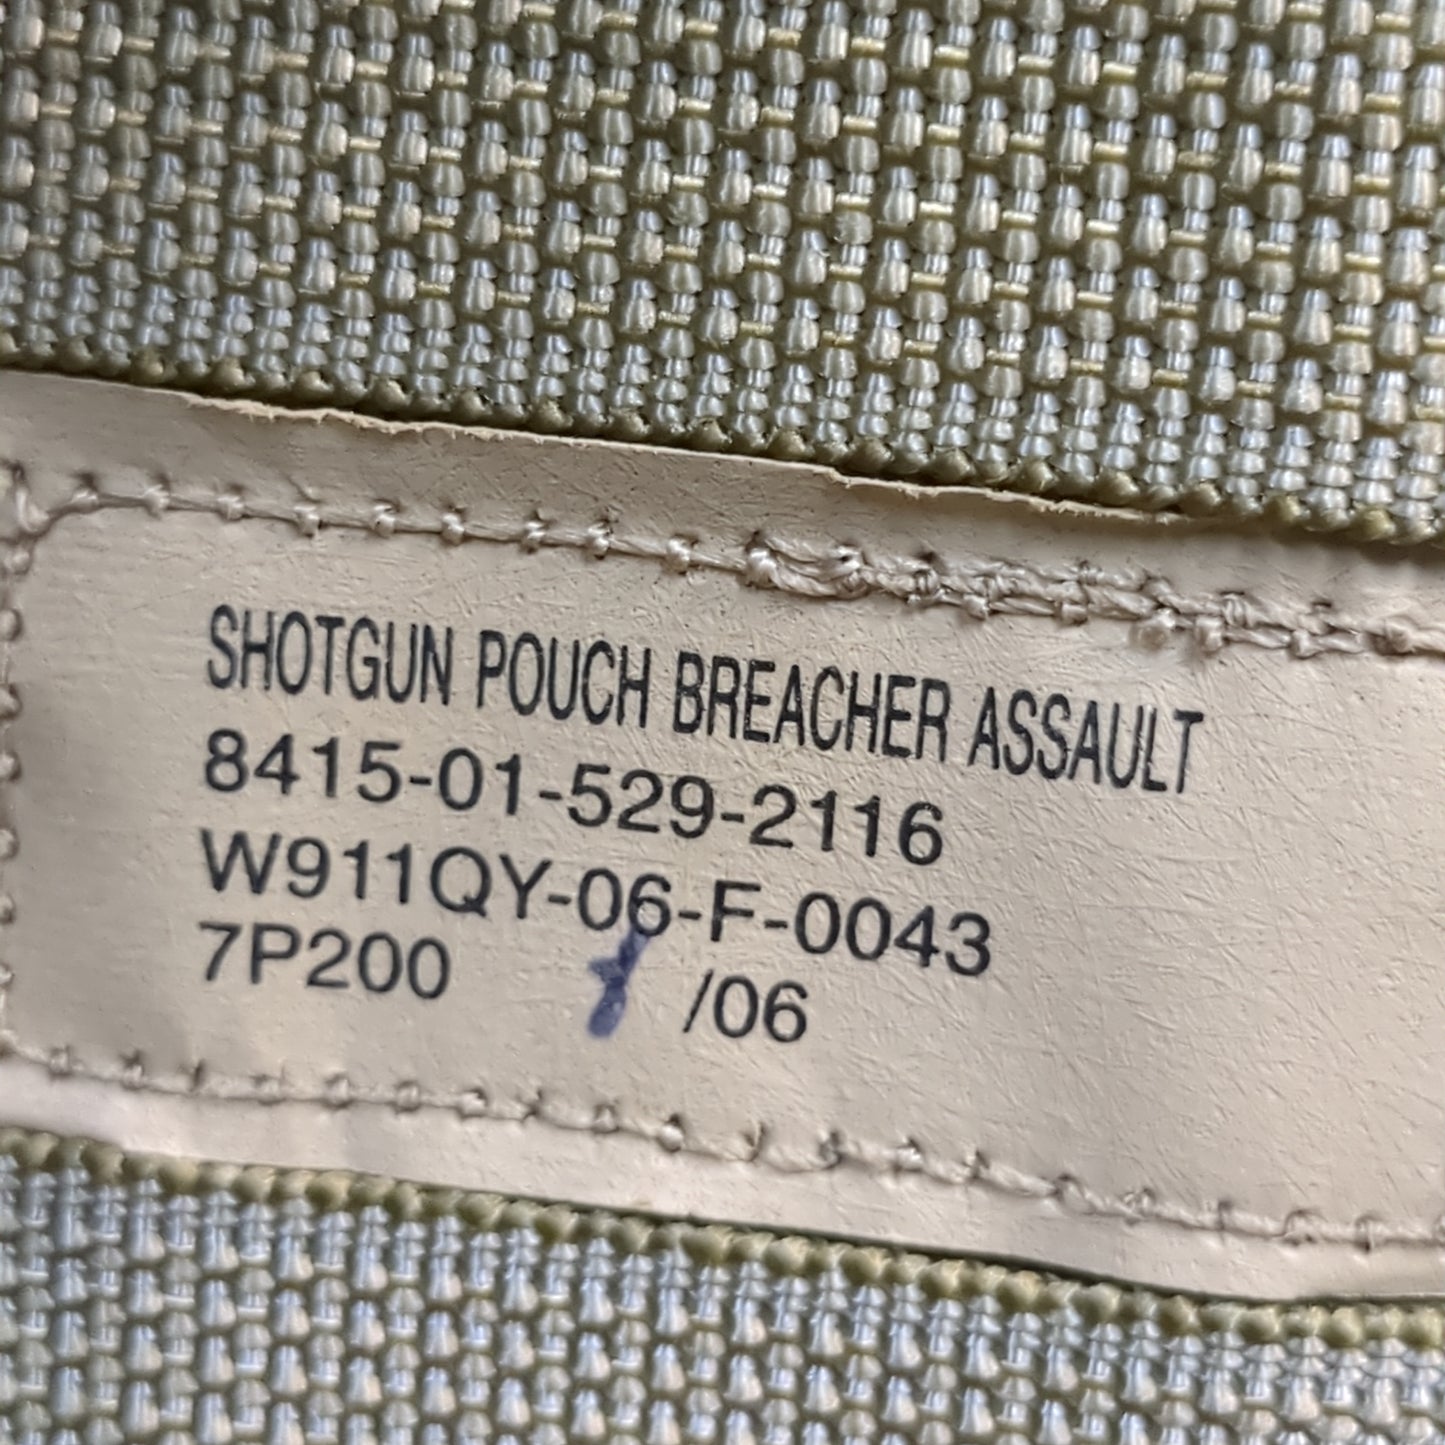 SHOTGUN POUCH BREACHER ASSAULT
8415-01-529-2116
W911QY-06-F-0043
7P200 /06